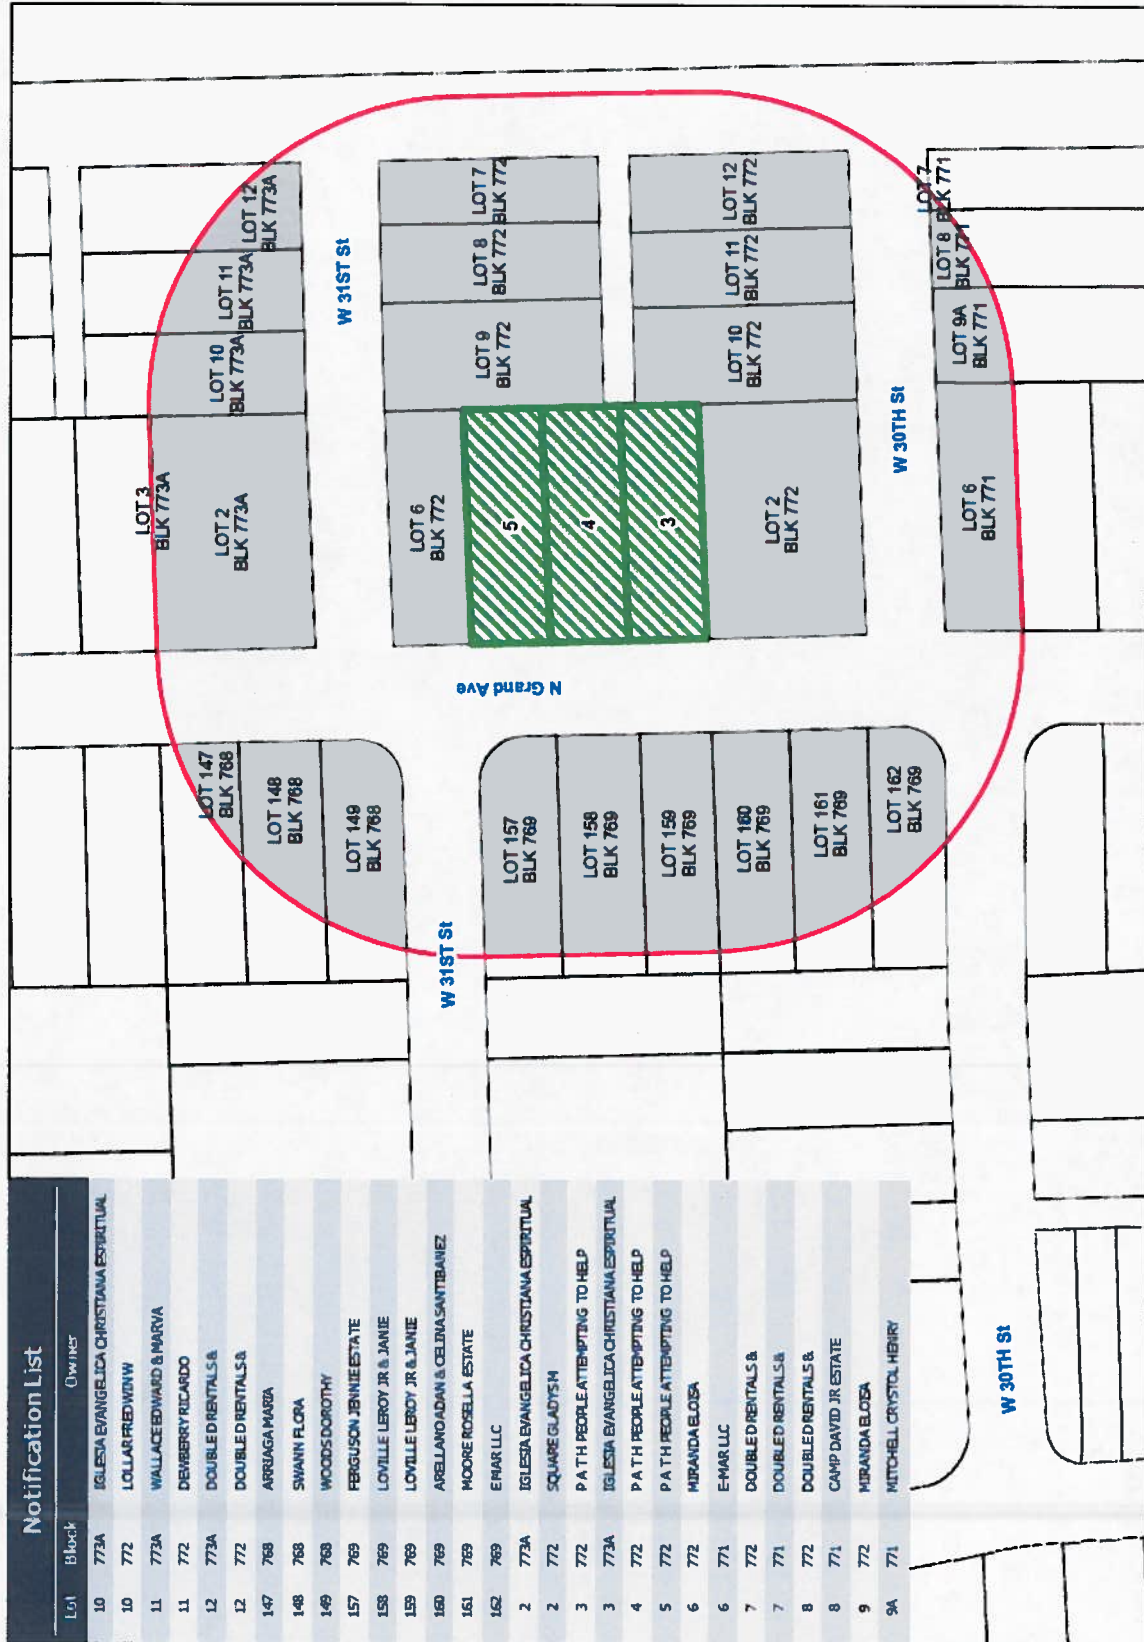 Notification List
Lot Block Owner
10 773A IGLESIA EVANGELICA CHRISTIANA ESPIRITUAL
10 772 LOLLAR FREDWIN W
11 773A WALLACE EDWARD & MARVA
11 772 DEWBERRY RICARDO
12 773A DOUBLE D RENTALS &
12 772 DOUBLE D RENTALS &
147 768 ARRIAGA MARIA
148 768 SWANN FLORA
149 768 WOODS DOROTHY
157 769 FERGUSON JENNIE ESTATE
158 769 LOVILLE LEROY JR & JANIE
159 769 LOVILLE LEROY JR & JANIE
160 769 ARELLANO ADAN & CELINA SANTIBANEZ
161 769 MOORE ROSELLA ESTATE
162 769 EMAR LLC
2 773A IGLESIA EVANGELICA CHRISTIANA ESPIRITUAL
2 772 SQUARE GLADYS M
3 772 P A T H PEOPLE ATTEMPTING TO HELP
3 773A IGLESIA EVANGELICA CHRISTIANA ESPIRITUAL
4 772 P A T H PEOPLE ATTEMPTING TO HELP
5 772 P A T H PEOPLE ATTEMPTING TO HELP
6 772 MIRANDA ELOISA
6 771 E-MAR LLC
7 772 DOUBLE D RENTALS &
7 771 DOUBLE D RENTALS &
8 772 DOUBLE D RENTALS &
8 771 CAMP DAVID JR ESTATE
9 772 MIRANDA ELOISA
9A 771 MITCHELL CRYSTOL HENRY
LOT 147
BLK 768
LOT 148
BLK 768
LOT 149
BLK 768
W 31ST St
LOT 157
BLK 769
LOT 158
BLK 769
LOT 159
BLK 769
LOT 160
BLK 769
LOT 161
BLK 769
LOT 162
BLK 769
W 30TH St
N Grand Ave
LOT 3
BLK 773A
LOT 2
BLK 773A
LOT 10
BLK 773A
LOT 11
BLK 773A
LOT 12
BLK 773A
W 31ST St
LOT 6
BLK 772
5
4
3
LOT 2
BLK 772
LOT 9
BLK 772
LOT 8
BLK 772
LOT 7
BLK 772
LOT 10
BLK 772
LOT 11
BLK 772
LOT 12
BLK 772
W 30TH St
LOT 6
BLK 771
LOT 9A
BLK 771
LOT 8
BLK 771
LOT 7
BLK 771